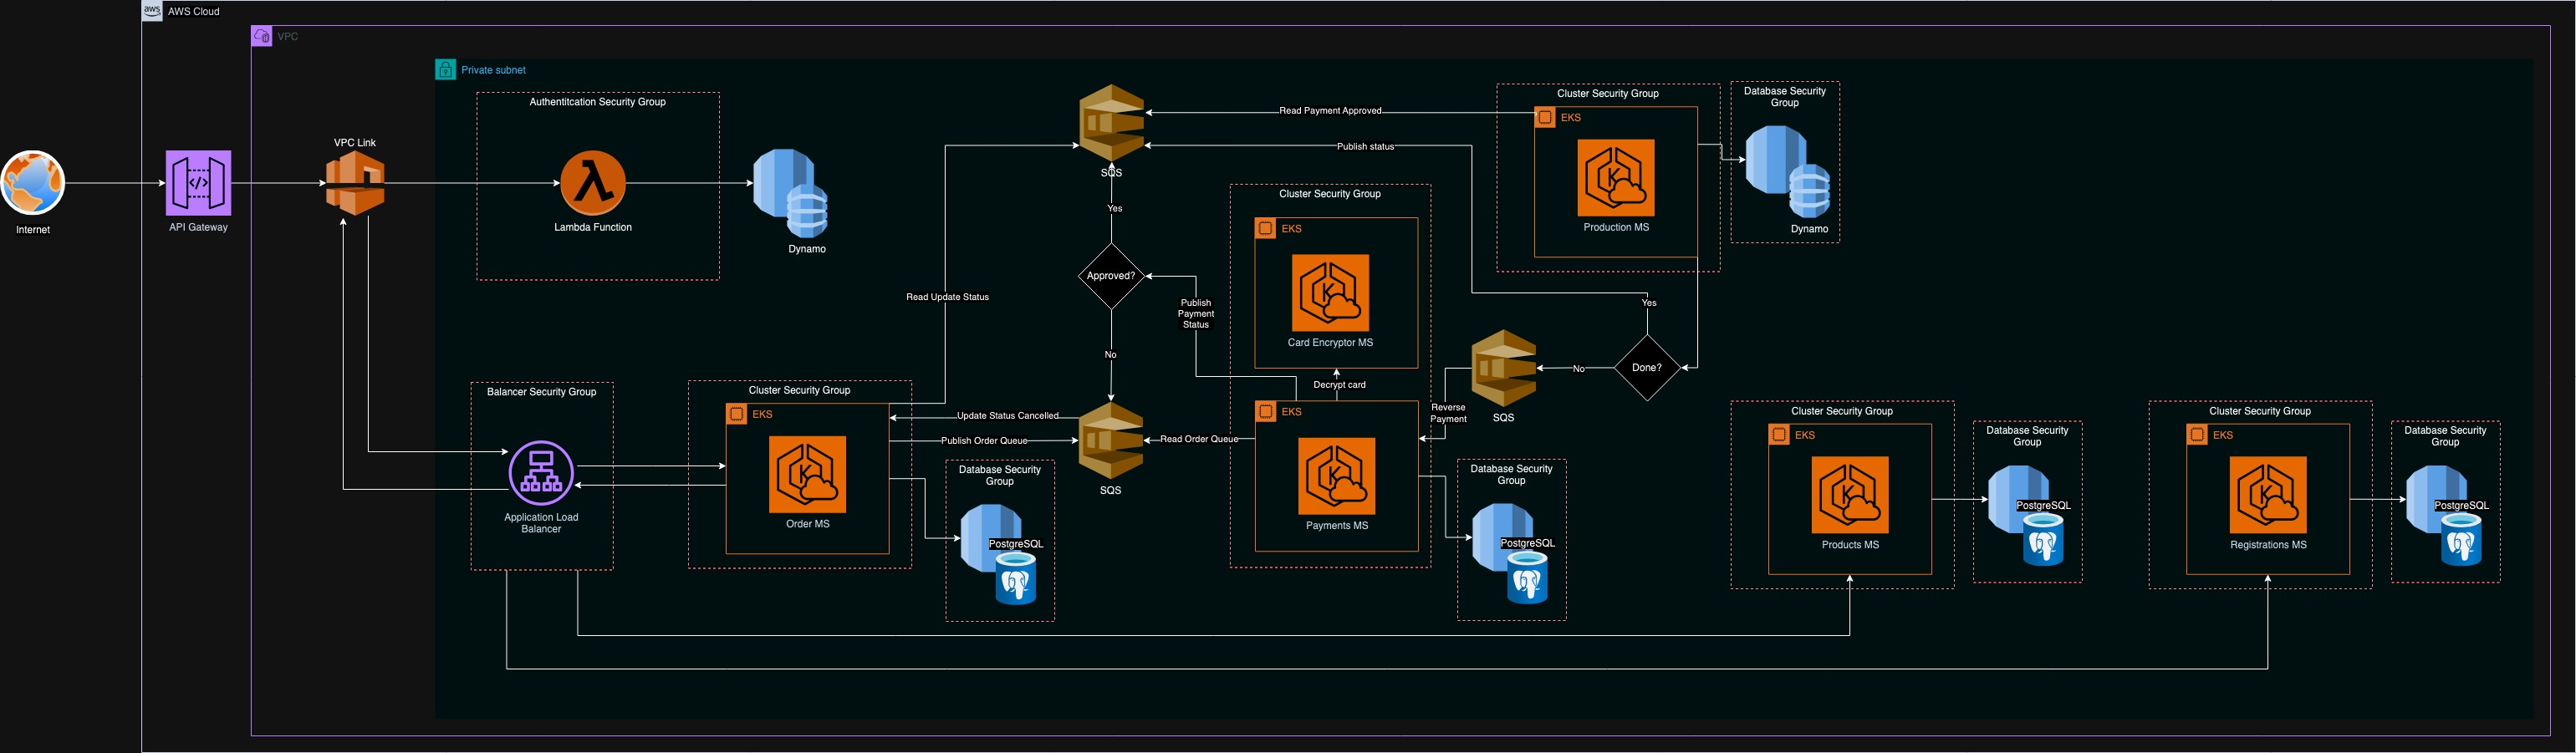 aws
AWS Cloud
VPC
Private subnet
Internet
API Gateway
VPC Link
Authentitcation Security Group
Lambda Function
Dynamo
SQS
Yes
Approved?
No
Read Update Status
Publish
Payment
Status
Read Payment Approved
Publish status
Cluster Security Group
EKS
Production MS
Database Security
Group
Dynamo
Cluster Security Group
EKS
Card Encryptor MS
Decrypt card
Yes
Done?
No
SQS
Reverse
Payment
Balancer Security Group
Application Load
Balancer
Cluster Security Group
EKS
Order MS
Update Status Cancelled
Publish Order Queue
Read Order Queue
SQS
Database Security
Group
PostgreSQL
EKS
Payments MS
Database Security
Group
PostgreSQL
Cluster Security Group
EKS
Products MS
Database Security
Group
PostgreSQL
Cluster Security Group
EKS
Registrations MS
Database Security
Group
PostgreSQL